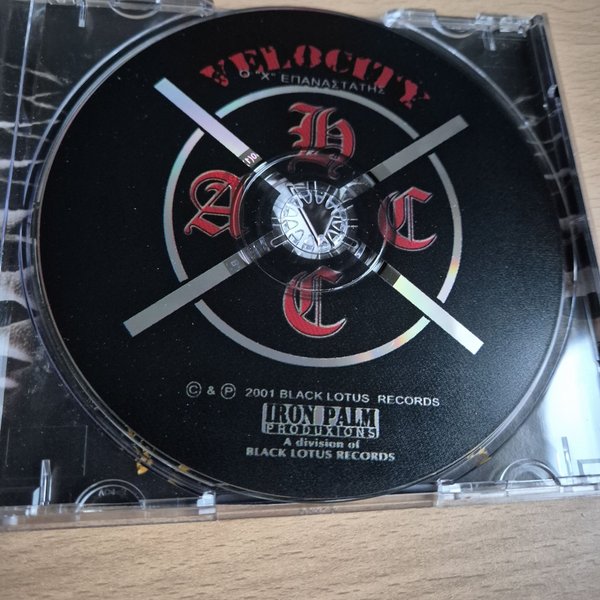 VELOCITY
Ο "Χ" ΕΠΑΝΑΣΤΑΤΗΣ
H
A C
C
© & ℗ 2001 BLACK LOTUS RECORDS
IRON PALM
PRODUXIONS
A division of
BLACK LOTUS RECORDS